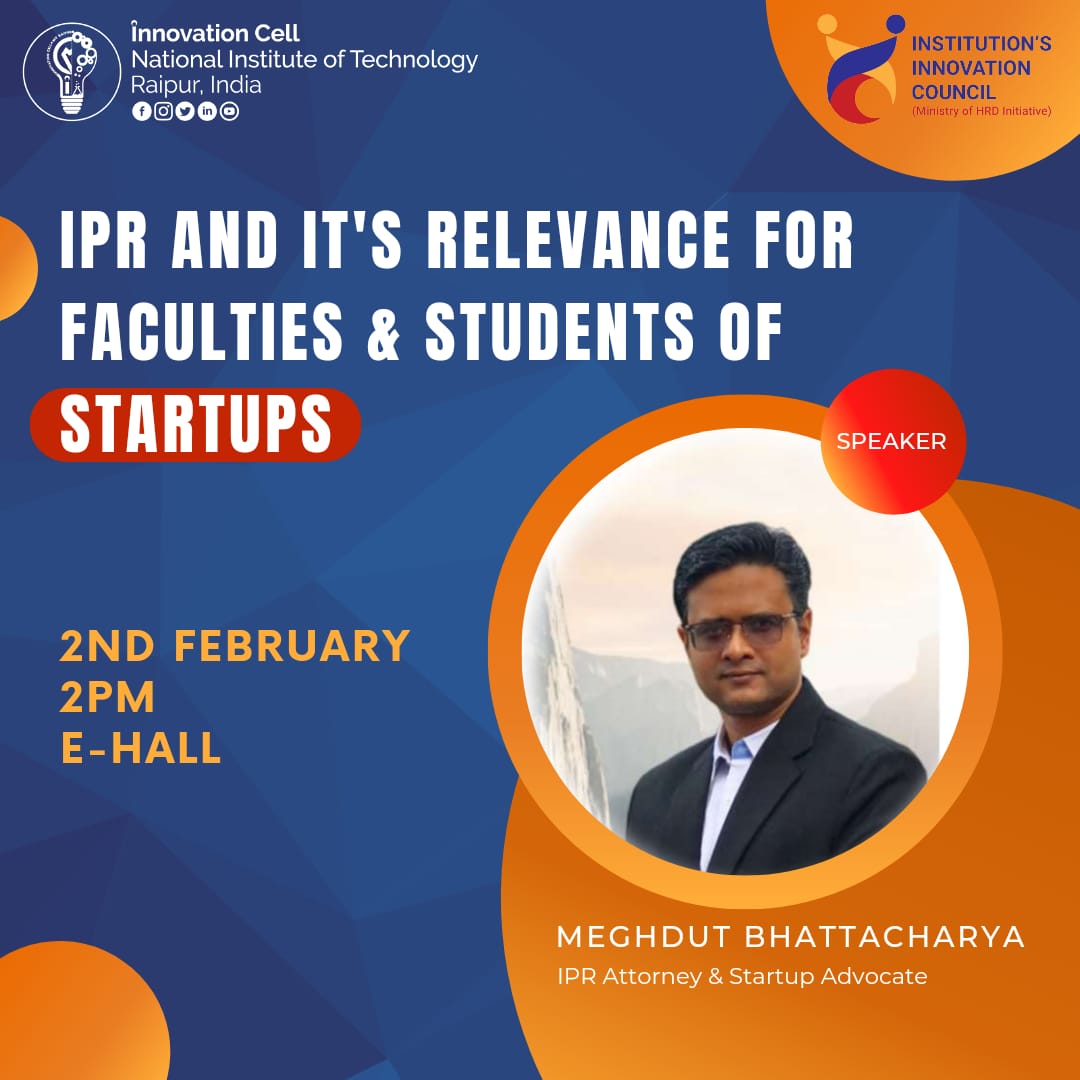 innovation Cell
National Institute of Technology
Raipur, India
INSTITUTION'S
INNOVATION
COUNCIL
(Ministry of HRD Initiative)
IPR AND IT'S RELEVANCE FOR
FACULTIES & STUDENTS OF
STARTUPS
SPEAKER
2ND FEBRUARY
2PM
E-HALL
MEGHDUT BHATTACHARYA
IPR Attorney & Startup Advocate